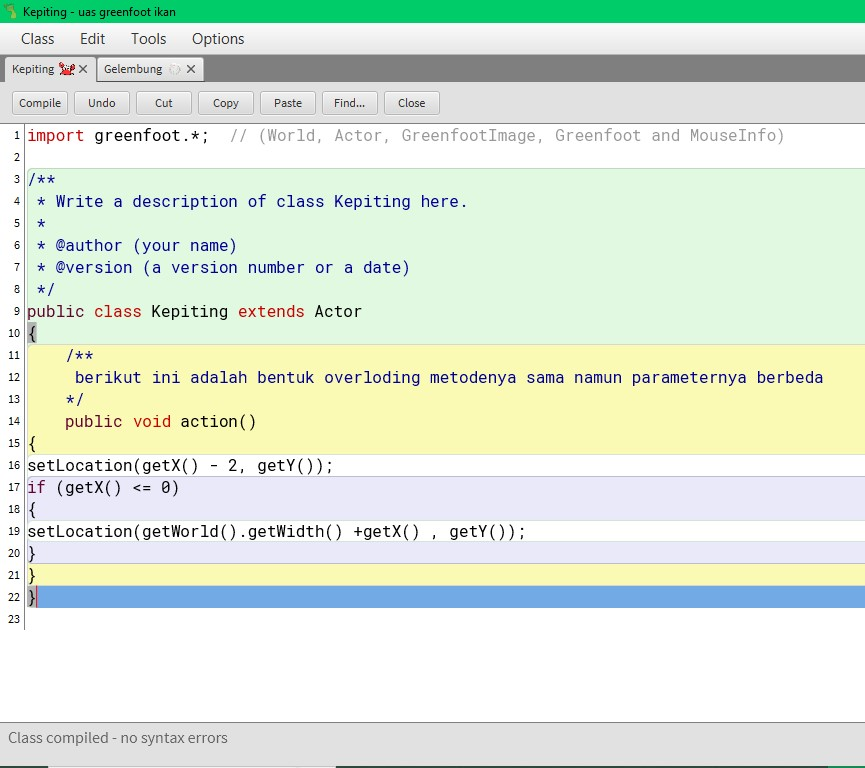 Kepiting - uas greenfoot ikan
Class Edit Tools Options
Kepiting Gelembung
Compile Undo Cut Copy Paste Find... Close
1 import greenfoot.*;  // (World, Actor, GreenfootImage, Greenfoot and MouseInfo)
2
3 /**
4  * Write a description of class Kepiting here.
5  *
6  * @author (your name)
7  * @version (a version number or a date)
8  */
9 public class Kepiting extends Actor
10 {
11     /**
12      berikut ini adalah bentuk overloding metodenya sama namun parameternya berbeda
13     */
14     public void action()
15 {
16 setLocation(getX() - 2, getY());
17 if (getX() <= 0)
18 {
19 setLocation(getWorld().getWidth() +getX() , getY());
20 }
21 }
22 }
23
Class compiled - no syntax errors